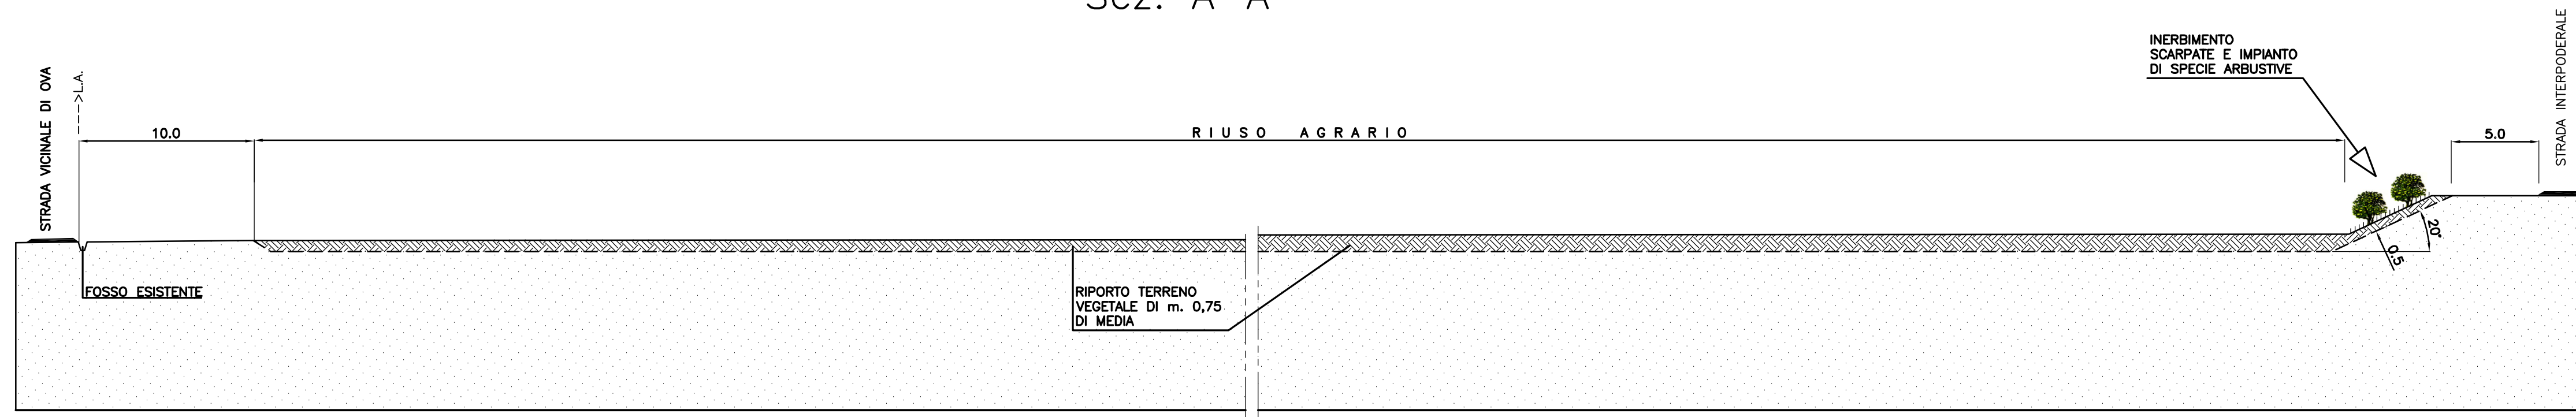 Sez. A A
STRADA VICINALE DI OVA
-->L.A.
10.0
RIUSO AGRARIO
INERBIMENTO
SCARPATE E IMPIANTO
DI SPECIE ARBUSTIVE
5.0
STRADA INTERPODERALE
20°
0.5
FOSSO ESISTENTE
RIPORTO TERRENO
VEGETALE DI m. 0,75
DI MEDIA